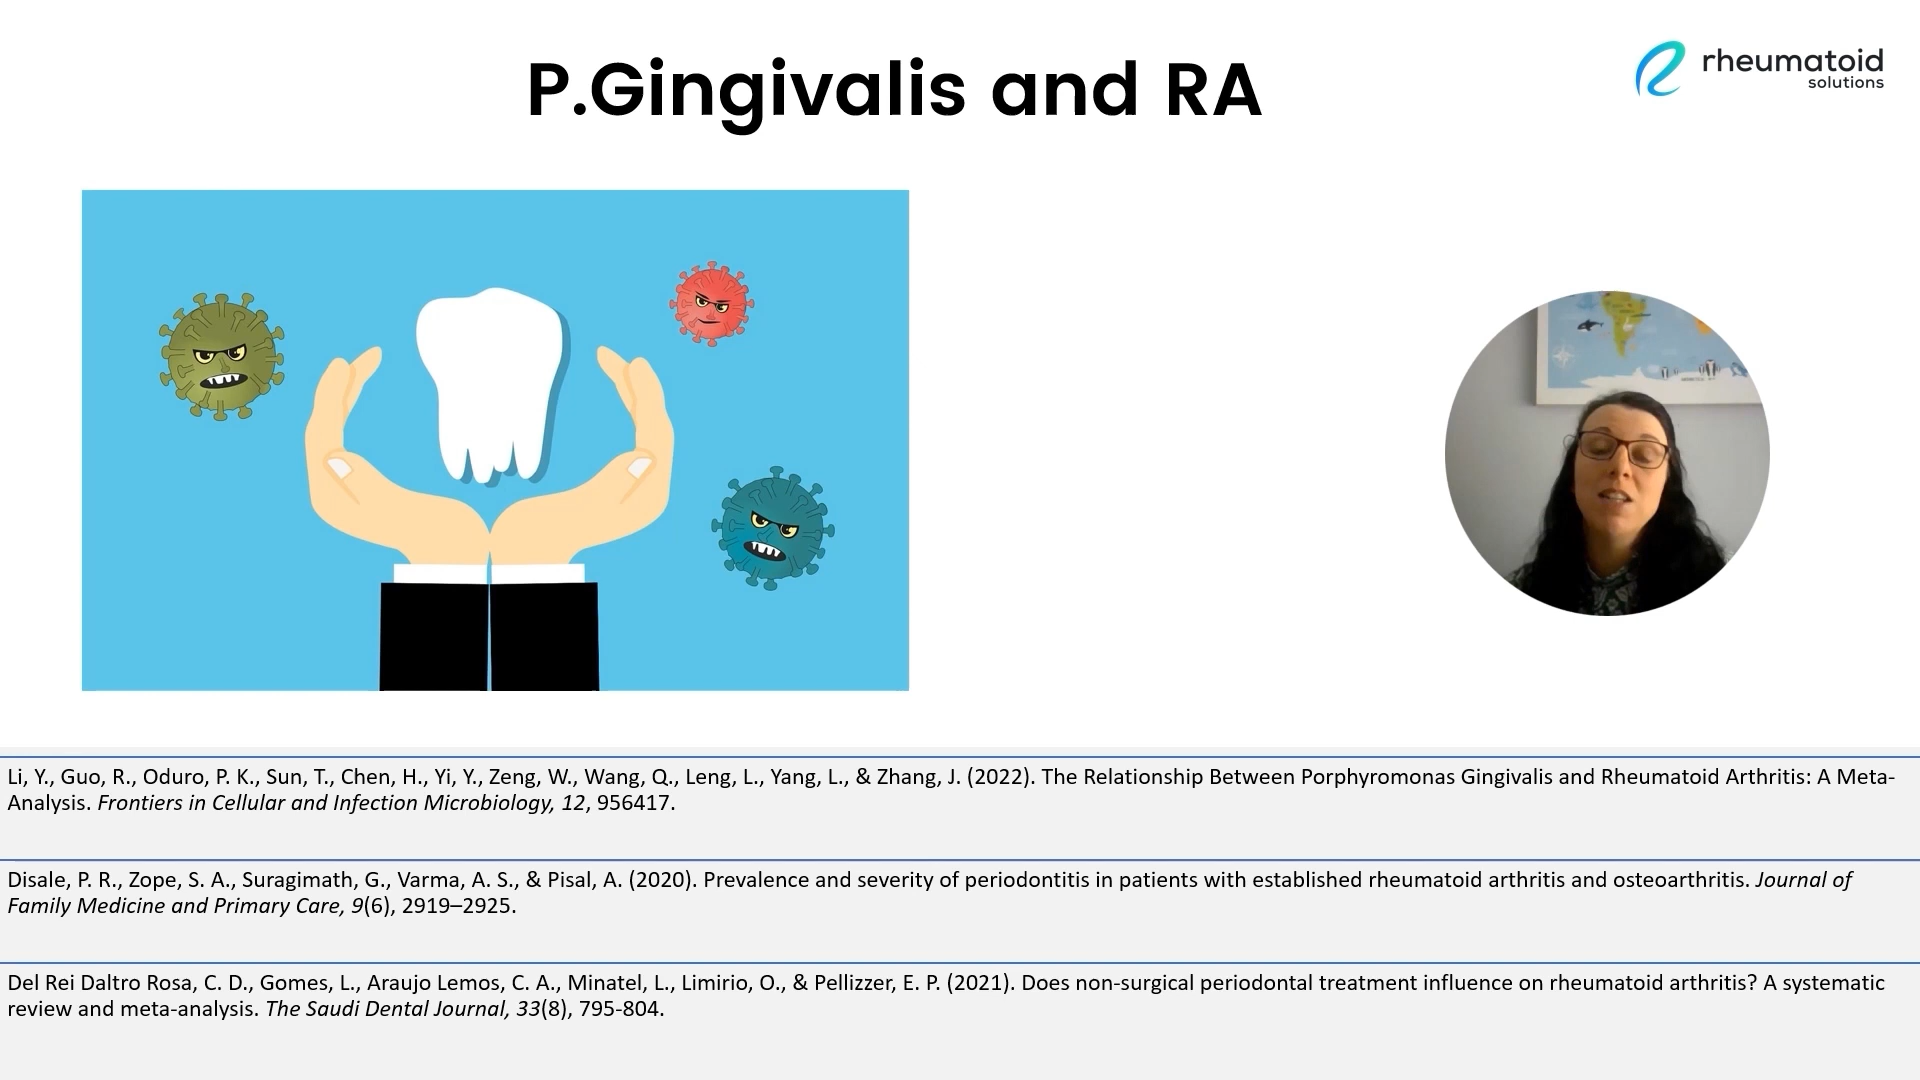 P.Gingivalis and RA
rheumatoid
solutions
Li, Y., Guo, R., Oduro, P. K., Sun, T., Chen, H., Yi, Y., Zeng, W., Wang, Q., Leng, L., Yang, L., & Zhang, J. (2022). The Relationship Between Porphyromonas Gingivalis and Rheumatoid Arthritis: A Meta-
Analysis. Frontiers in Cellular and Infection Microbiology, 12, 956417.
Disale, P. R., Zope, S. A., Suragimath, G., Varma, A. S., & Pisal, A. (2020). Prevalence and severity of periodontitis in patients with established rheumatoid arthritis and osteoarthritis. Journal of
Family Medicine and Primary Care, 9(6), 2919–2925.
Del Rei Daltro Rosa, C. D., Gomes, L., Araujo Lemos, C. A., Minatel, L., Limirio, O., & Pellizzer, E. P. (2021). Does non-surgical periodontal treatment influence on rheumatoid arthritis? A systematic
review and meta-analysis. The Saudi Dental Journal, 33(8), 795-804.